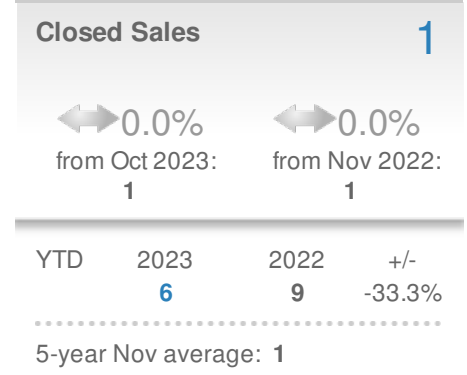 Closed Sales 1
0.0% 0.0%
from Oct 2023: from Nov 2022:
1 1
YTD 2023 2022 +/-
6 9 -33.3%
5-year Nov average: 1